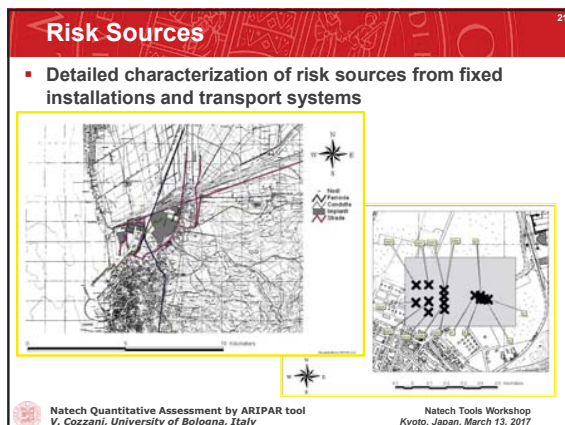 21
Risk Sources
Detailed characterization of risk sources from fixed
installations and transport systems
N
W
E
S
Nodi
Ferrovie
Condotte
Impianti
Strade
0
5
10 Kilometers
N
W
E
S
Natech Quantitative Assessment by ARIPAR tool
V. Cozzani, University of Bologna, Italy
Natech Tools Workshop
Kyoto, Japan, March 13, 2017